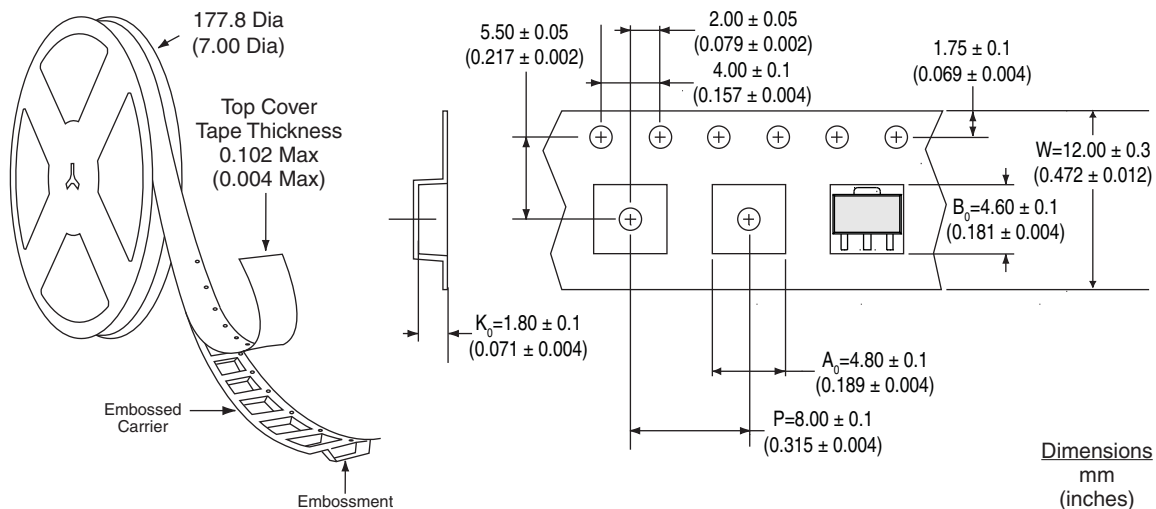 177.8 Dia
(7.00 Dia)
Top Cover
Tape Thickness
0.102 Max
(0.004 Max)
Embossed
Carrier
Embossment
5.50 ± 0.05
(0.217 ± 0.002)
2.00 ± 0.05
(0.079 ± 0.002)
4.00 ± 0.1
(0.157 ± 0.004)
1.75 ± 0.1
(0.069 ± 0.004)
W=12.00 ± 0.3
(0.472 ± 0.012)
B₀=4.60 ± 0.1
(0.181 ± 0.004)
K₀=1.80 ± 0.1
(0.071 ± 0.004)
A₀=4.80 ± 0.1
(0.189 ± 0.004)
P=8.00 ± 0.1
(0.315 ± 0.004)
Dimensions
mm
(inches)